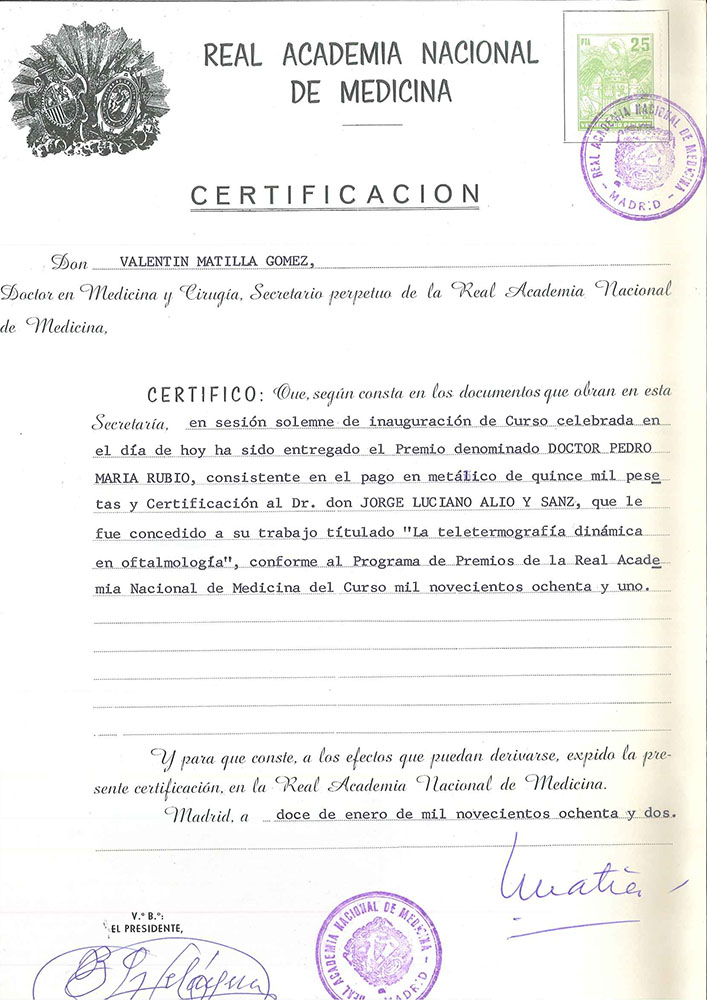 REAL ACADEMIA NACIONAL
DE MEDICINA
PTA 25
REAL ACADEMIA NACIONAL DE MEDICINA - MADRID -
CERTIFICACION
Don VALENTIN MATILLA GOMEZ,
Doctor en Medicina y Cirugía, Secretario perpetuo de la Real Academia Nacional
de Medicina,
CERTIFICO: Que, según consta en los documentos que obran en esta
Secretaría, en sesión solemne de inauguración de Curso celebrada en
el día de hoy ha sido entregado el Premio denominado DOCTOR PEDRO
MARIA RUBIO, consistente en el pago en metálico de quince mil pese
tas y Certificación al Dr. don JORGE LUCIANO ALIO Y SANZ, que le
fue concedido a su trabajo títulado "La teletermografía dinámica
en oftalmología", conforme al Programa de Premios de la Real Acade
mia Nacional de Medicina del Curso mil novecientos ochenta y uno.
Y para que conste, a los efectos que puedan derivarse, expido la pre-
sente certificación, en la Real Academia Nacional de Medicina.
Madrid, a doce de enero de mil novecientos ochenta y dos.
V.º B.º:
EL PRESIDENTE,
REAL ACADEMIA NACIONAL DE MEDICINA - MADRID